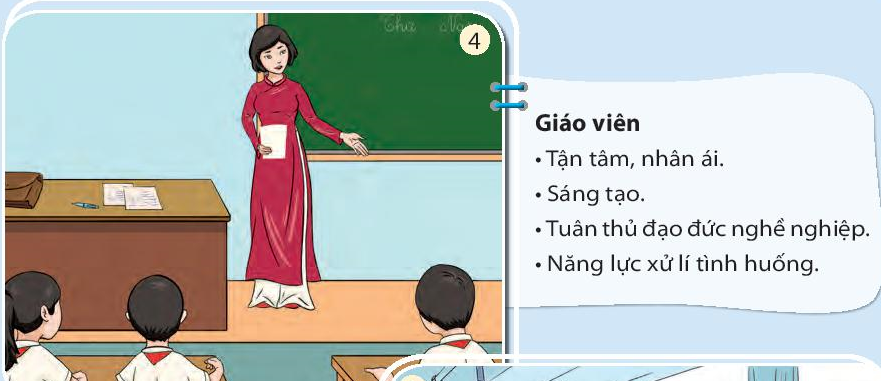 Thứ
4
Giáo viên
• Tận tâm, nhân ái.
• Sáng tạo.
• Tuân thủ đạo đức nghề nghiệp.
• Năng lực xử lí tình huống.